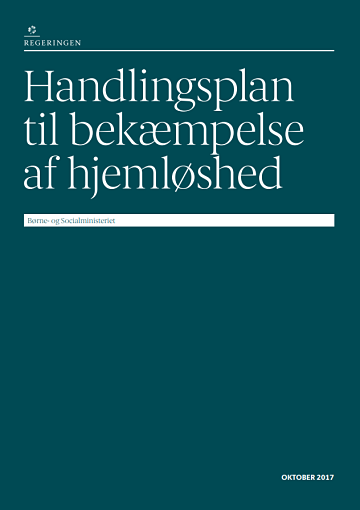 REGERINGEN
Handlingsplan
til bekæmpelse
af hjemløshed
Børne- og Socialministeriet
OKTOBER 2017